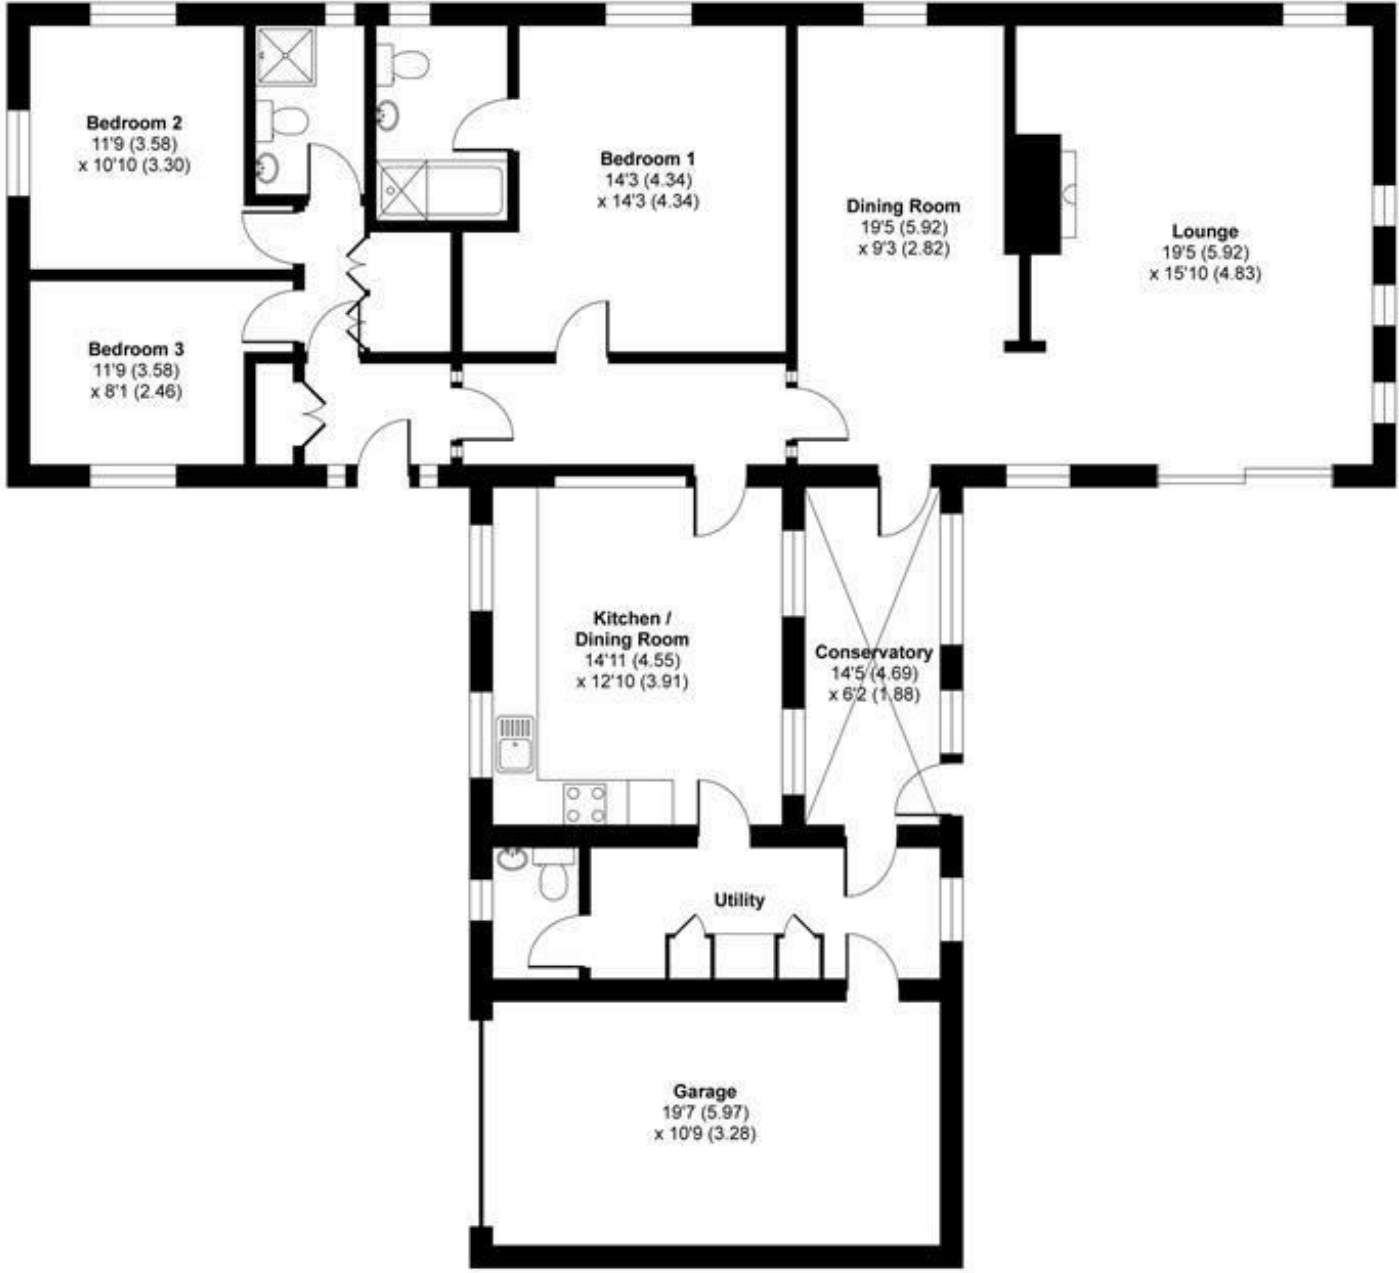 Bedroom 2
11'9 (3.58)
x 10'10 (3.30)
Bedroom 1
14'3 (4.34)
x 14'3 (4.34)
Dining Room
19'5 (5.92)
x 9'3 (2.82)
Lounge
19'5 (5.92)
x 15'10 (4.83)
Bedroom 3
11'9 (3.58)
x 8'1 (2.46)
Kitchen /
Dining Room
14'11 (4.55)
x 12'10 (3.91)
Conservatory
14'5 (4.69)
x 6'2 (1.88)
Utility
Garage
19'7 (5.97)
x 10'9 (3.28)